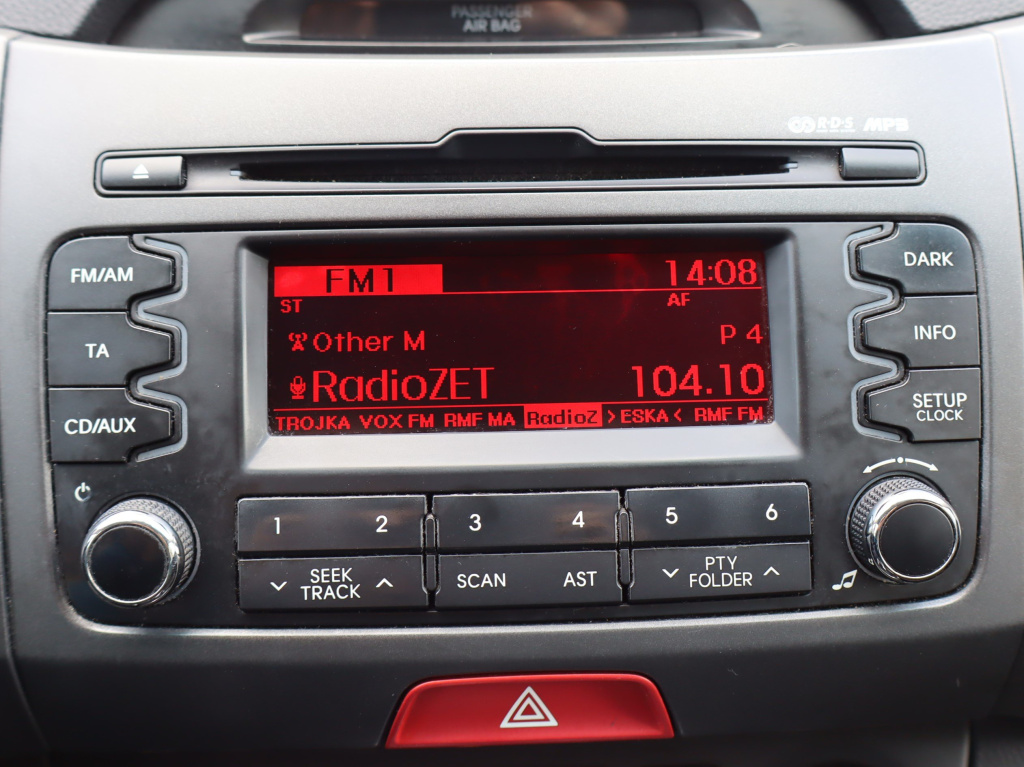 PASSENGER
AIR BAG
R·D·S MP3
FM/AM
TA
CD/AUX
FM1 14:08
ST AF
Other M P 4
RadioZET 104.10
TROJKA VOX FM RMF MA RadioZ >ESKA< RMF FM
DARK
INFO
SETUP
CLOCK
1 2 3 4 5 6
SEEK
TRACK
SCAN AST
PTY
FOLDER